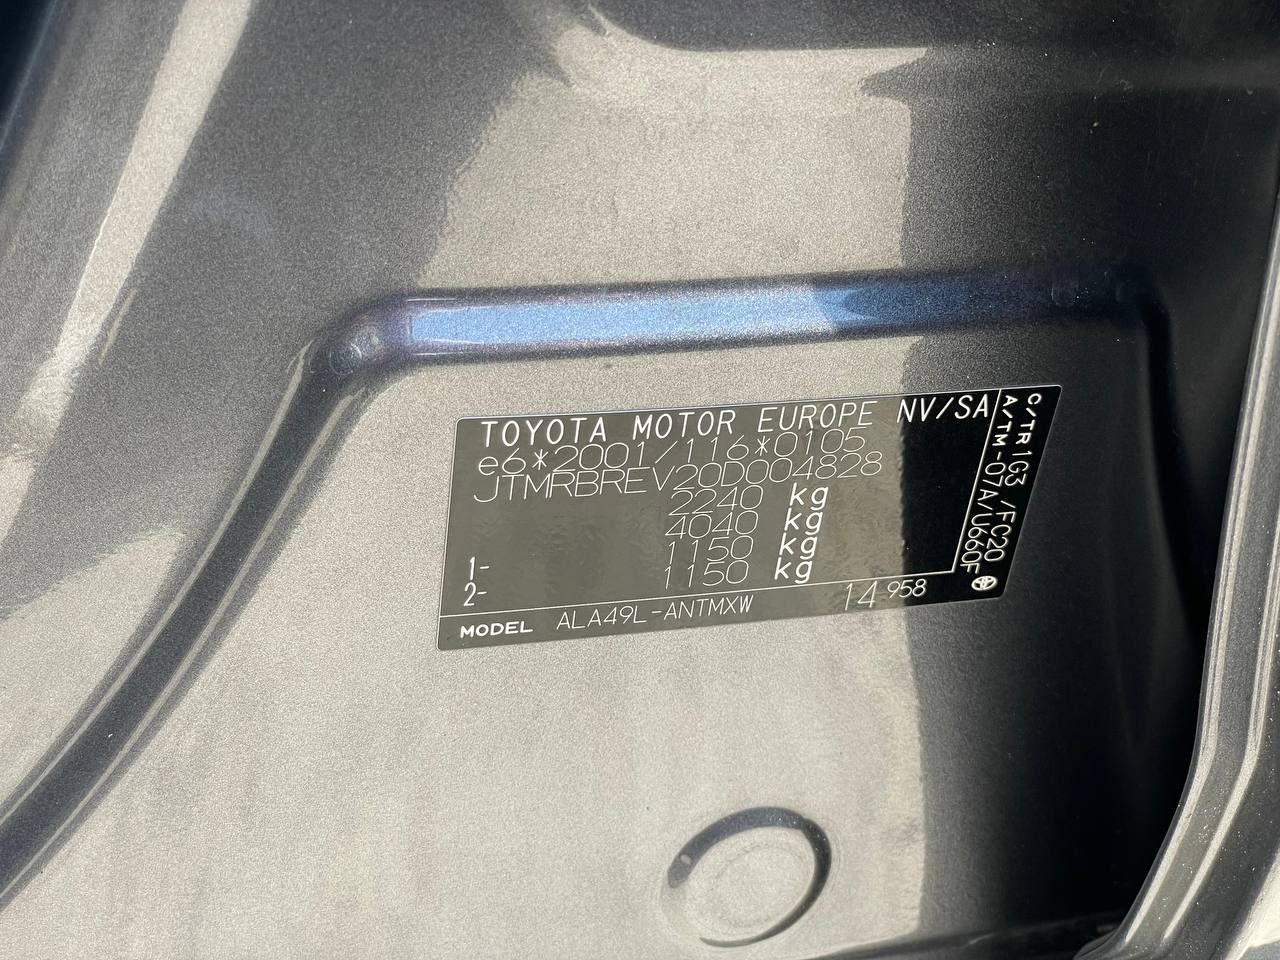 TOYOTA MOTOR EUROPE NV/SA
e6*2001/116*0105
JTMRBREV20D004828
2240 kg
4040 kg
1- 1150 kg
2- 1150 kg
MODEL ALA49L-ANTMXW 14 958
C/TR 1G3 /FC20
A/TM-07A/U660F